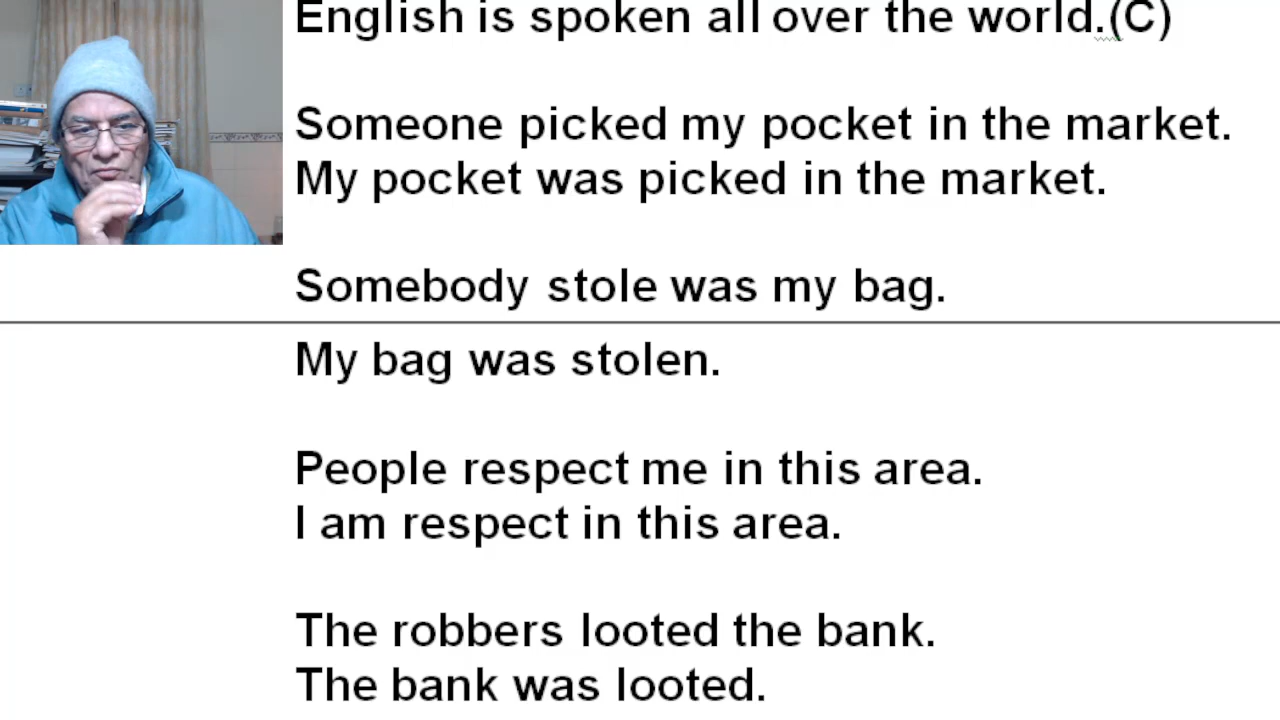 English is spoken all over the world.(C)
Someone picked my pocket in the market.
My pocket was picked in the market.
Somebody stole was my bag.
My bag was stolen.
People respect me in this area.
I am respect in this area.
The robbers looted the bank.
The bank was looted.